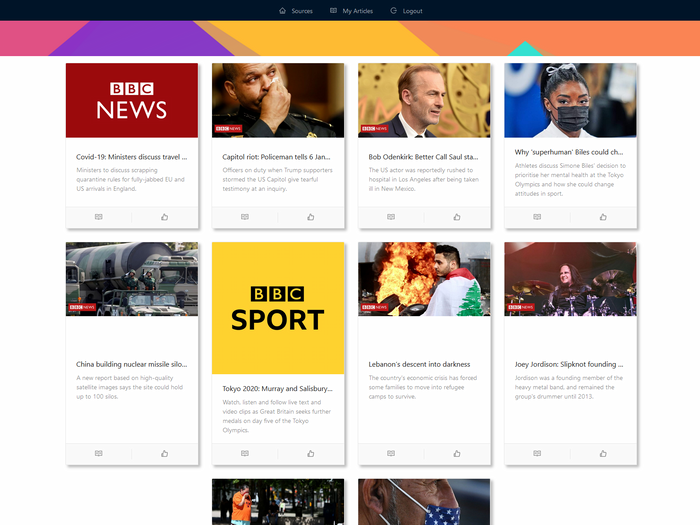 Sources
My Articles
Logout
BBC
NEWS
BBC NEWS
BBC NEWS
Covid-19: Ministers discuss travel ...
Ministers to discuss scrapping
quarantine rules for fully-jabbed EU and
US arrivals in England.
Capitol riot: Policeman tells 6 Jan...
Officers on duty when Trump supporters
stormed the US Capitol give tearful
testimony at an inquiry.
Bob Odenkirk: Better Call Saul sta...
The US actor was reportedly rushed to
hospital in Los Angeles after being taken
ill in New Mexico.
Why 'superhuman' Biles could ch...
Athletes discuss Simone Biles' decision to
prioritise her mental health at the Tokyo
Olympics and how she could change
attitudes in sport.
BBC NEWS
BBC
SPORT
BBC NEWS
BBC NEWS
China building nuclear missile silo...
A new report based on high-quality
satellite images says the site could hold
up to 100 silos.
Tokyo 2020: Murray and Salisbury...
Watch, listen and follow live text and
video clips as Great Britain seeks further
medals on day five of the Tokyo
Olympics.
Lebanon's descent into darkness
The country's economic crisis has forced
some families to move into refugee
camps to survive.
Joey Jordison: Slipknot founding ...
Jordison was a founding member of the
heavy metal band, and remained the
group's drummer until 2013.